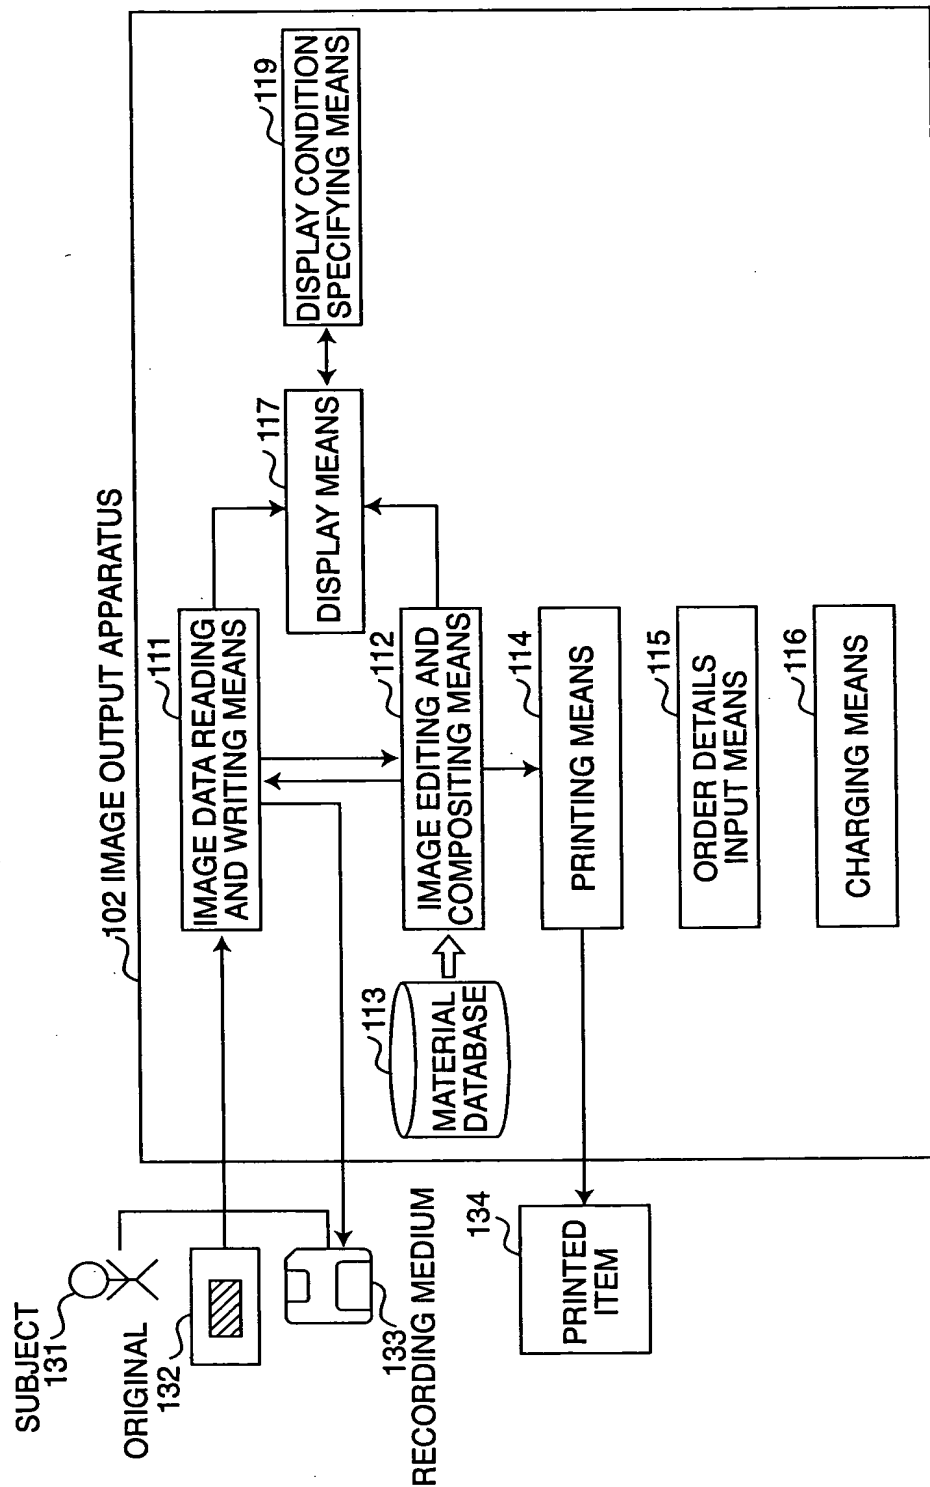 102 IMAGE OUTPUT APPARATUS
SUBJECT
131
ORIGINAL
132
133
RECORDING MEDIUM
111
IMAGE DATA READING
AND WRITING MEANS
117
DISPLAY MEANS
119
DISPLAY CONDITION
SPECIFYING MEANS
113
MATERIAL
DATABASE
112
IMAGE EDITING AND
COMPOSITING MEANS
134
PRINTED
ITEM
114
PRINTING MEANS
115
ORDER DETAILS
INPUT MEANS
116
CHARGING MEANS